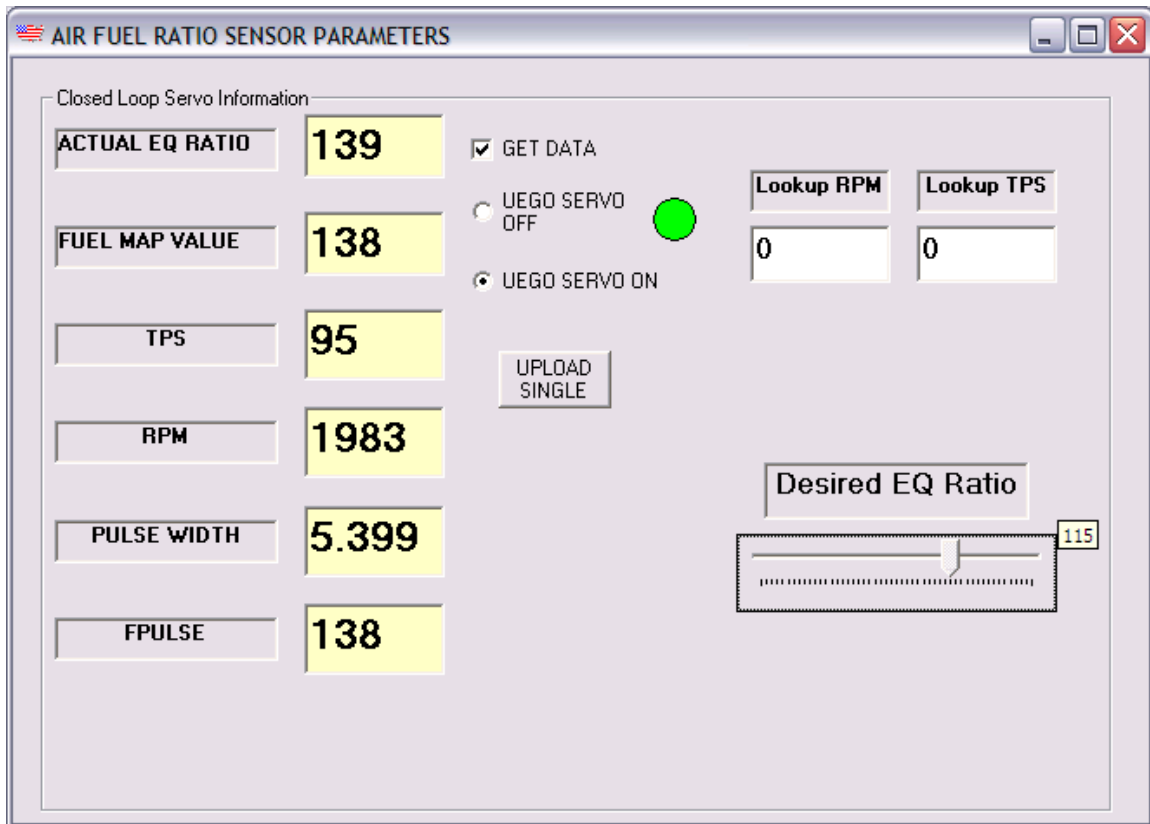 AIR FUEL RATIO SENSOR PARAMETERS
Closed Loop Servo Information
ACTUAL EQ RATIO
139
GET DATA
UEGO SERVO
OFF
Lookup RPM
Lookup TPS
FUEL MAP VALUE
138
0
0
UEGO SERVO ON
TPS
95
UPLOAD
SINGLE
RPM
1983
Desired EQ Ratio
PULSE WIDTH
5.399
115
FPULSE
138